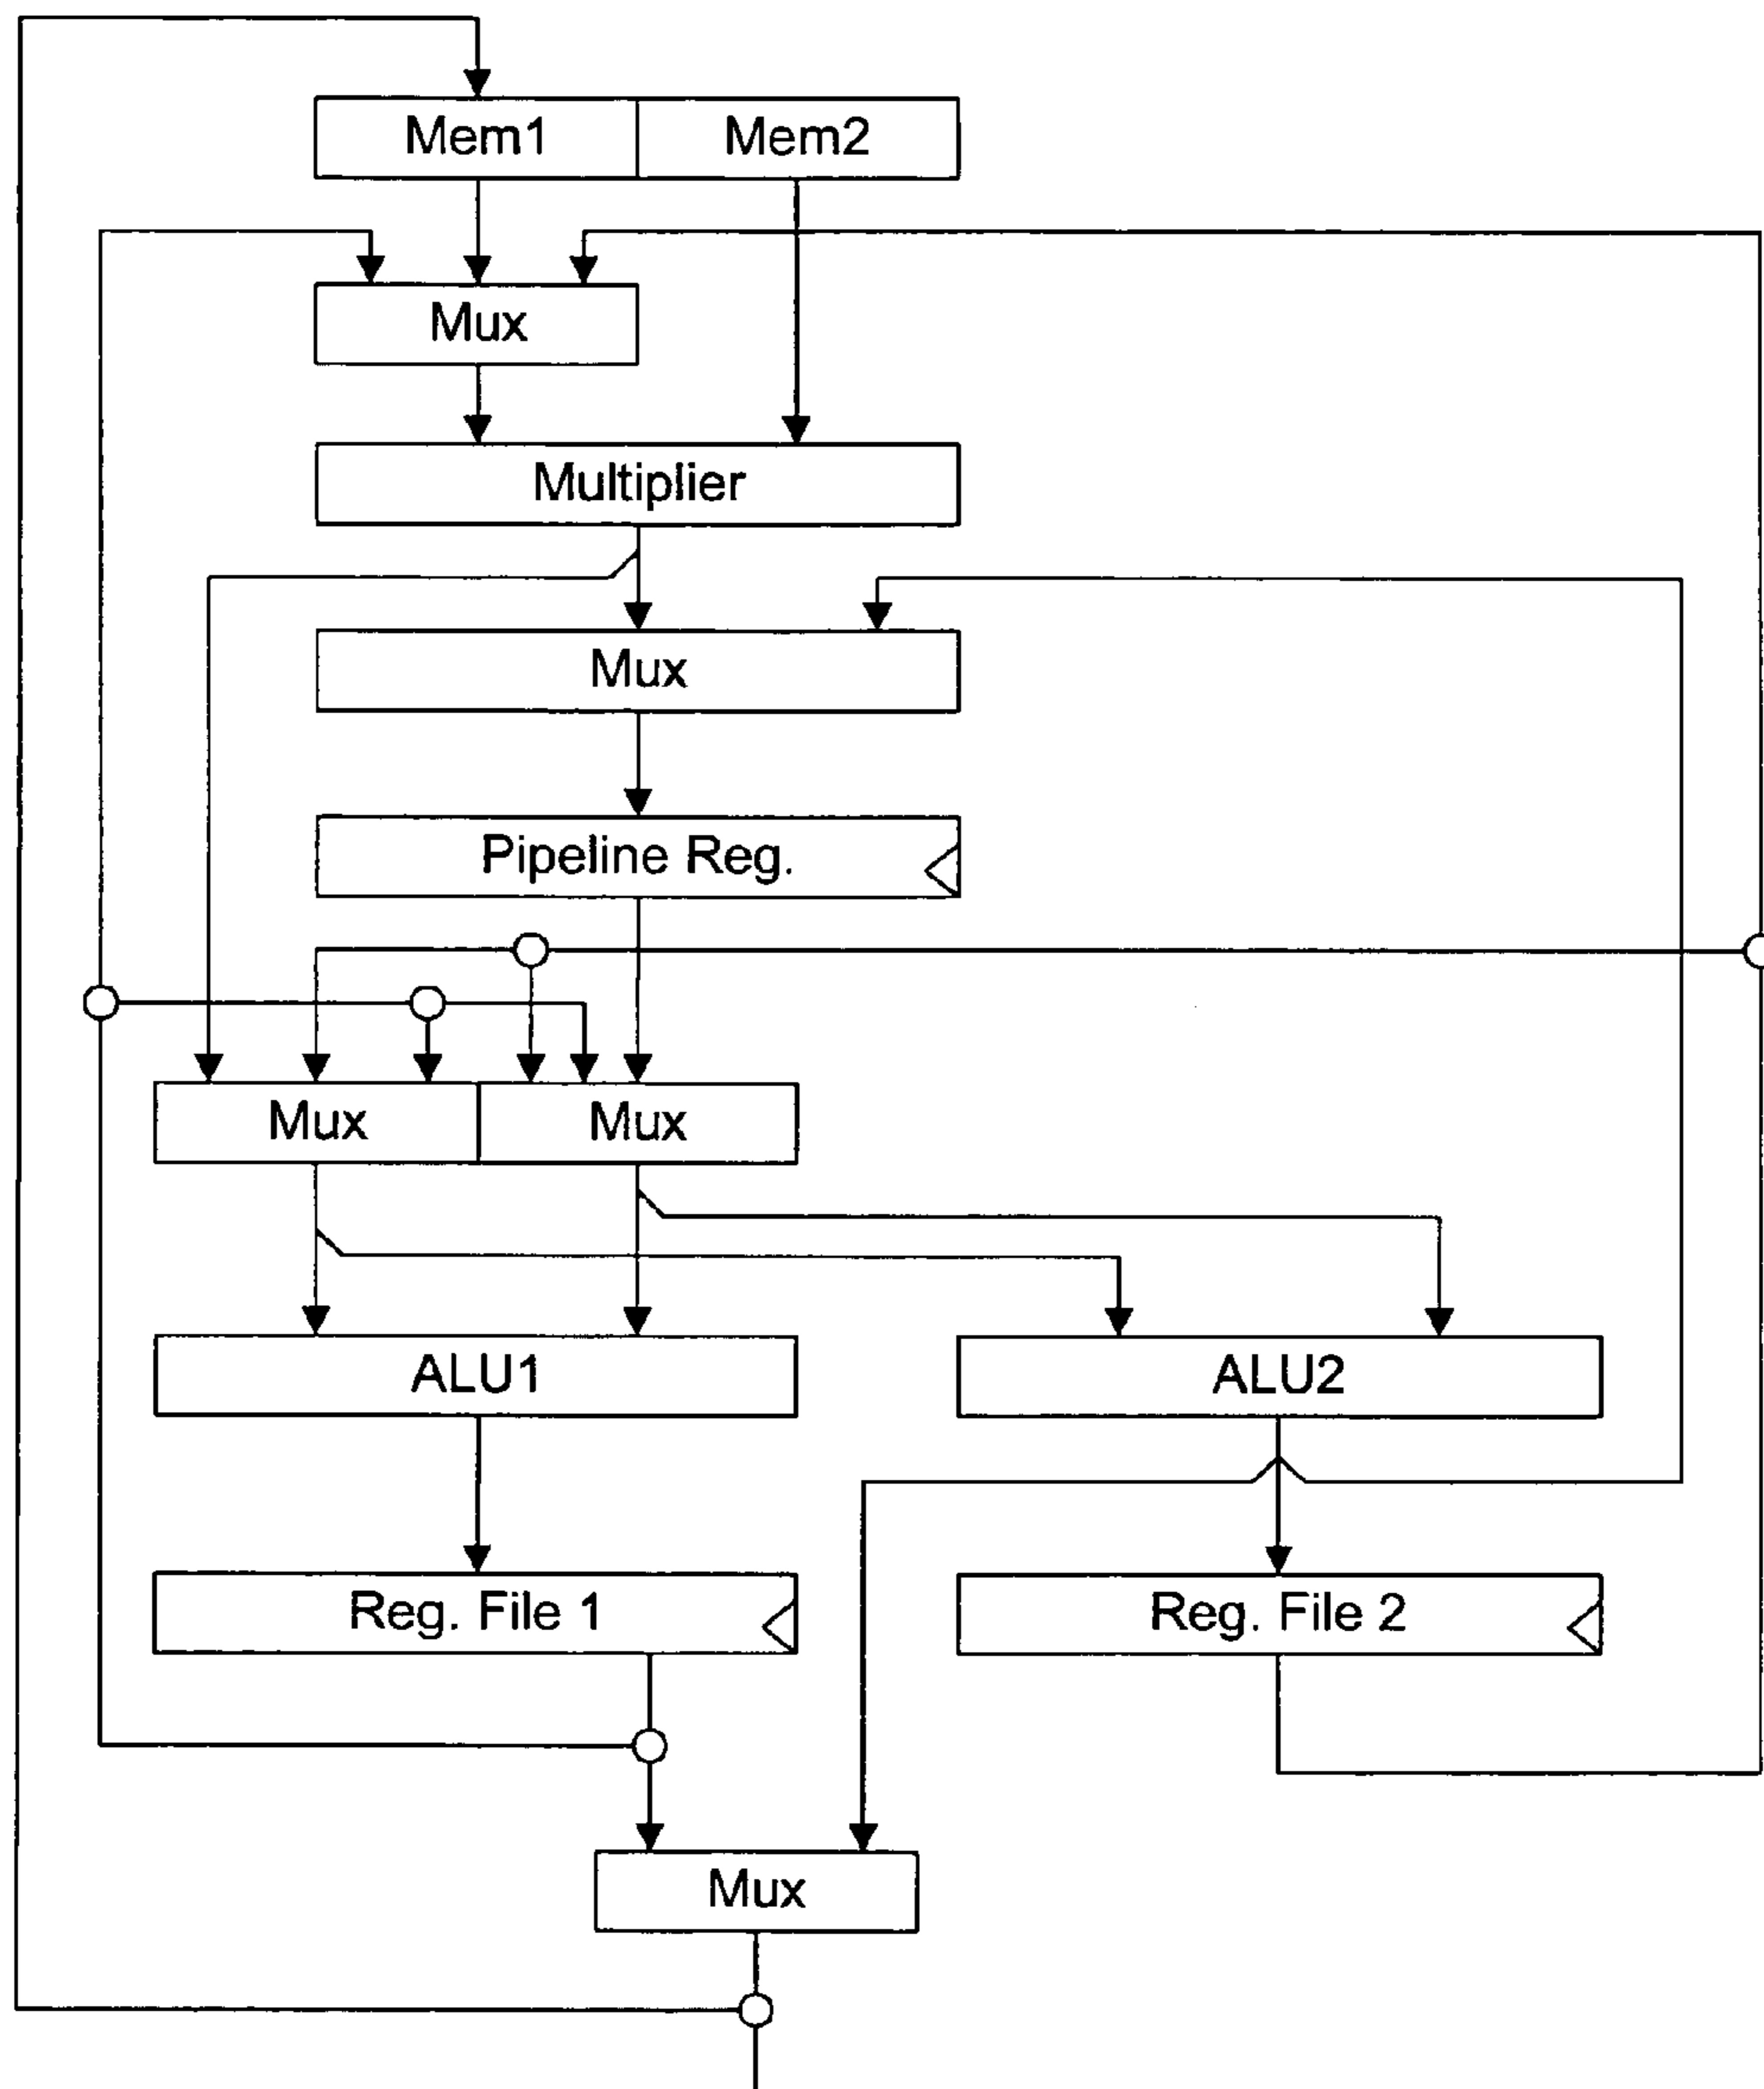 Mem1 Mem2
Mux
Multiplier
Mux
Pipeline Reg.
Mux Mux
ALU1 ALU2
Reg. File 1 Reg. File 2
Mux